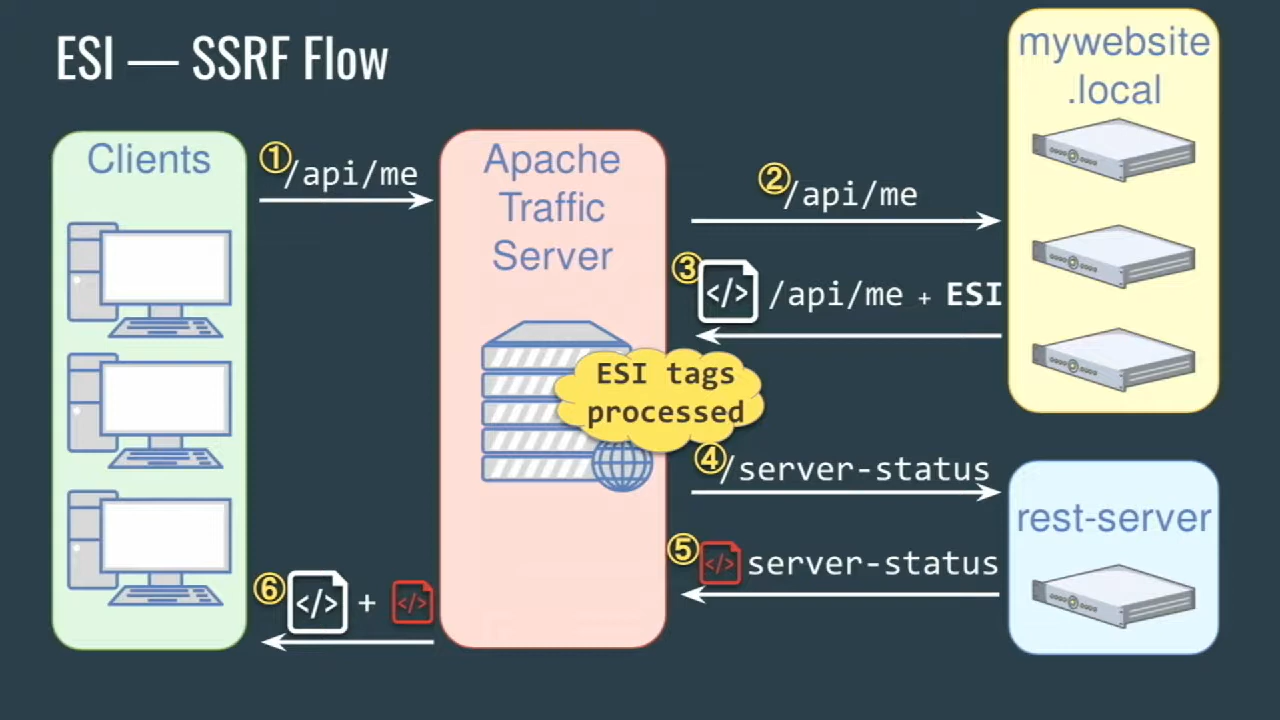 ESI — SSRF Flow
Clients
① /api/me
Apache
Traffic
Server
② /api/me
mywebsite
.local
③ </> /api/me + ESI
ESI tags
processed
④ /server-status
rest-server
⑤ </> server-status
⑥ </> + </>